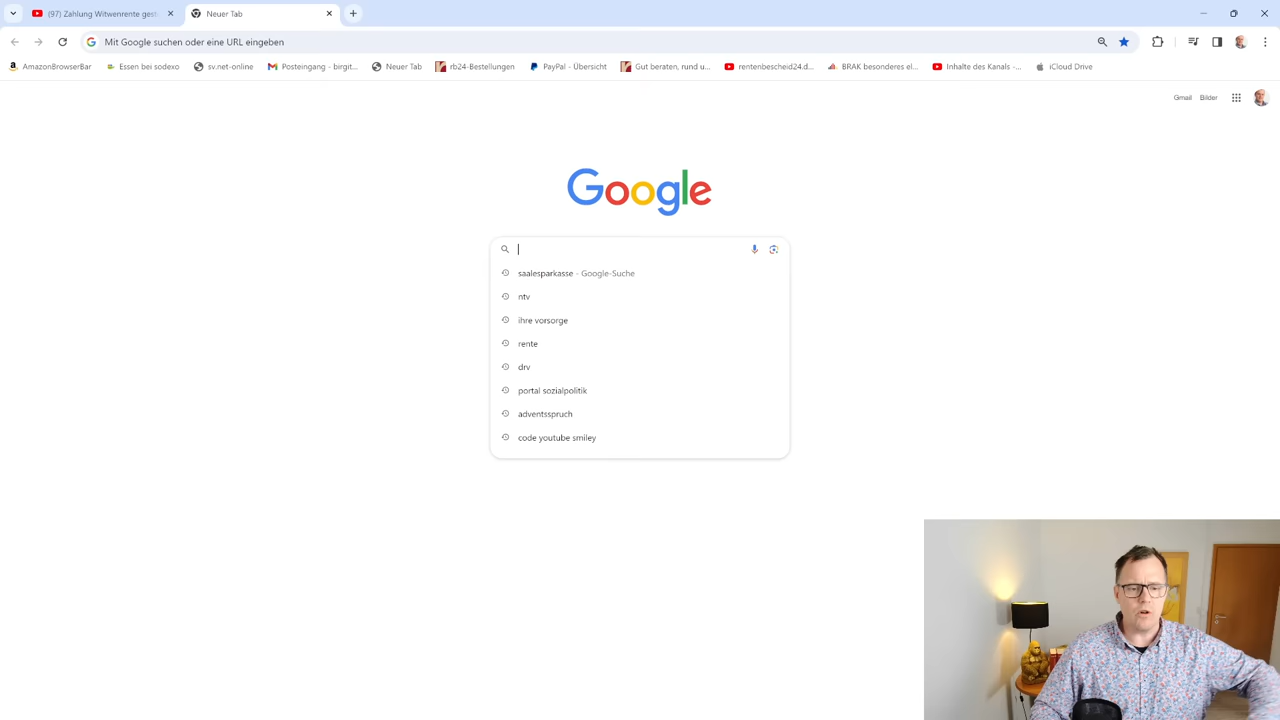 (97) Zahlung Witwenrente gest
Neuer Tab
Mit Google suchen oder eine URL eingeben
AmazonBrowserBar
Essen bei sodexo
sv.net-online
Posteingang – birgit...
Neuer Tab
rb24-Bestellungen
PayPal - Übersicht
Gut beraten, rund u...
rentenbescheid24.d...
BRAK besonderes el...
Inhalte des Kanals -...
iCloud Drive
Gmail
Bilder
Google
saalesparkasse - Google-Suche
ntv
ihre vorsorge
rente
drv
portal sozialpolitik
adventsspruch
code youtube smiley